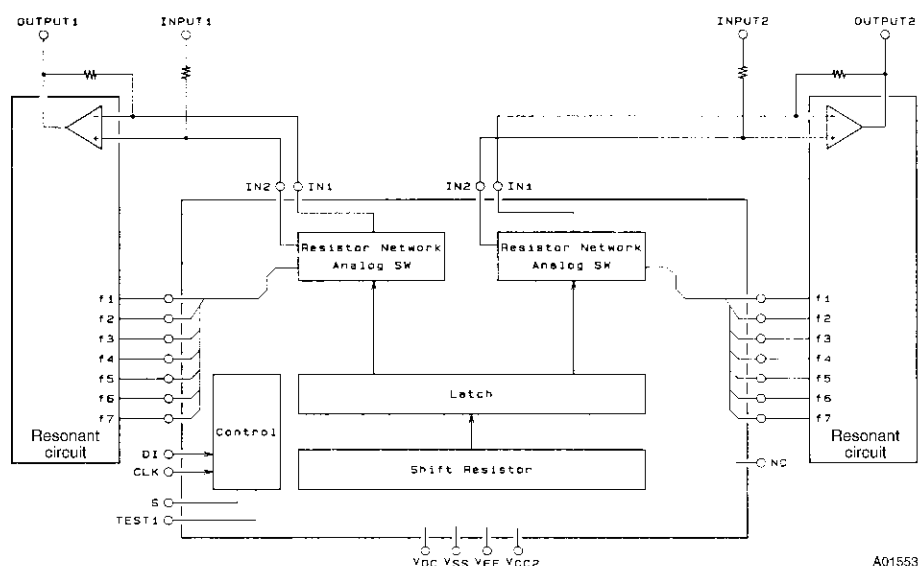 OUTPUT1
INPUT1
INPUT2
OUTPUT2
IN2
IN1
IN2
IN1
Resistor Network
Analog SW
Resistor Network
Analog SW
f1
f2
f3
f4
f5
f6
f7
f1
f2
f3
f4
f5
f6
f7
Resonant
circuit
Resonant
circuit
Control
Latch
Shift Resistor
DI
CLK
S
TEST1
NC
VSS
VEE
VCC2
A01553